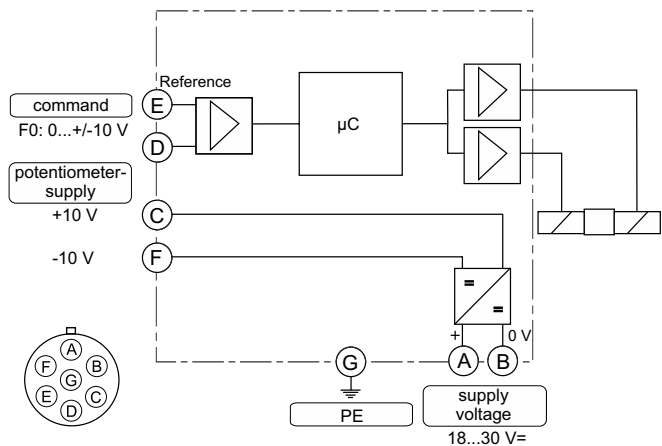 Reference
command
E
F0: 0...+/-10 V
D
µC
potentiometer-
supply
+10 V
C
-10 V
F
=
=
+
0 V
G
A
B
PE
supply
voltage
18...30 V=
A
F
B
G
E
C
D